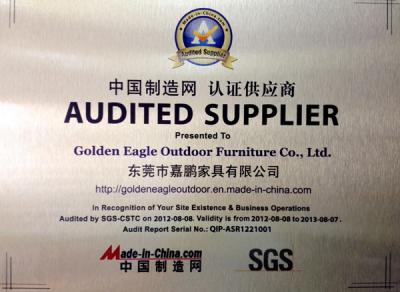 Made-in-China.com
Audited Supplier
中国制造网 认证供应商
AUDITED SUPPLIER
Presented To
Golden Eagle Outdoor Furniture Co., Ltd.
东莞市嘉鹏家具有限公司
http://goldeneagleoutdoor.en.made-in-china.com/
In Recognition of Your Site Existence & Business Operations
Audited by SGS-CSTC on 2012-08-08. Validity is from 2012-08-08 to 2013-08-07.
Audit Report Serial No.: QIP-ASR1221001
Made-in-China.com
中国制造网
SGS